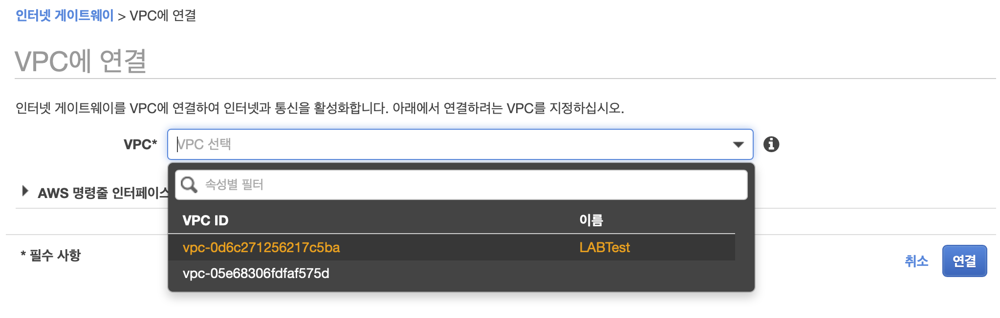 인터넷 게이트웨이 > VPC에 연결
VPC에 연결
인터넷 게이트웨이를 VPC에 연결하여 인터넷과 통신을 활성화합니다. 아래에서 연결하려는 VPC를 지정하십시오.
VPC* VPC 선택
속성별 필터
AWS 명령줄 인터페이스
VPC ID 이름
vpc-0d6c271256217c5ba LABTest
vpc-05e68306fdfaf575d
* 필수 사항
취소 연결